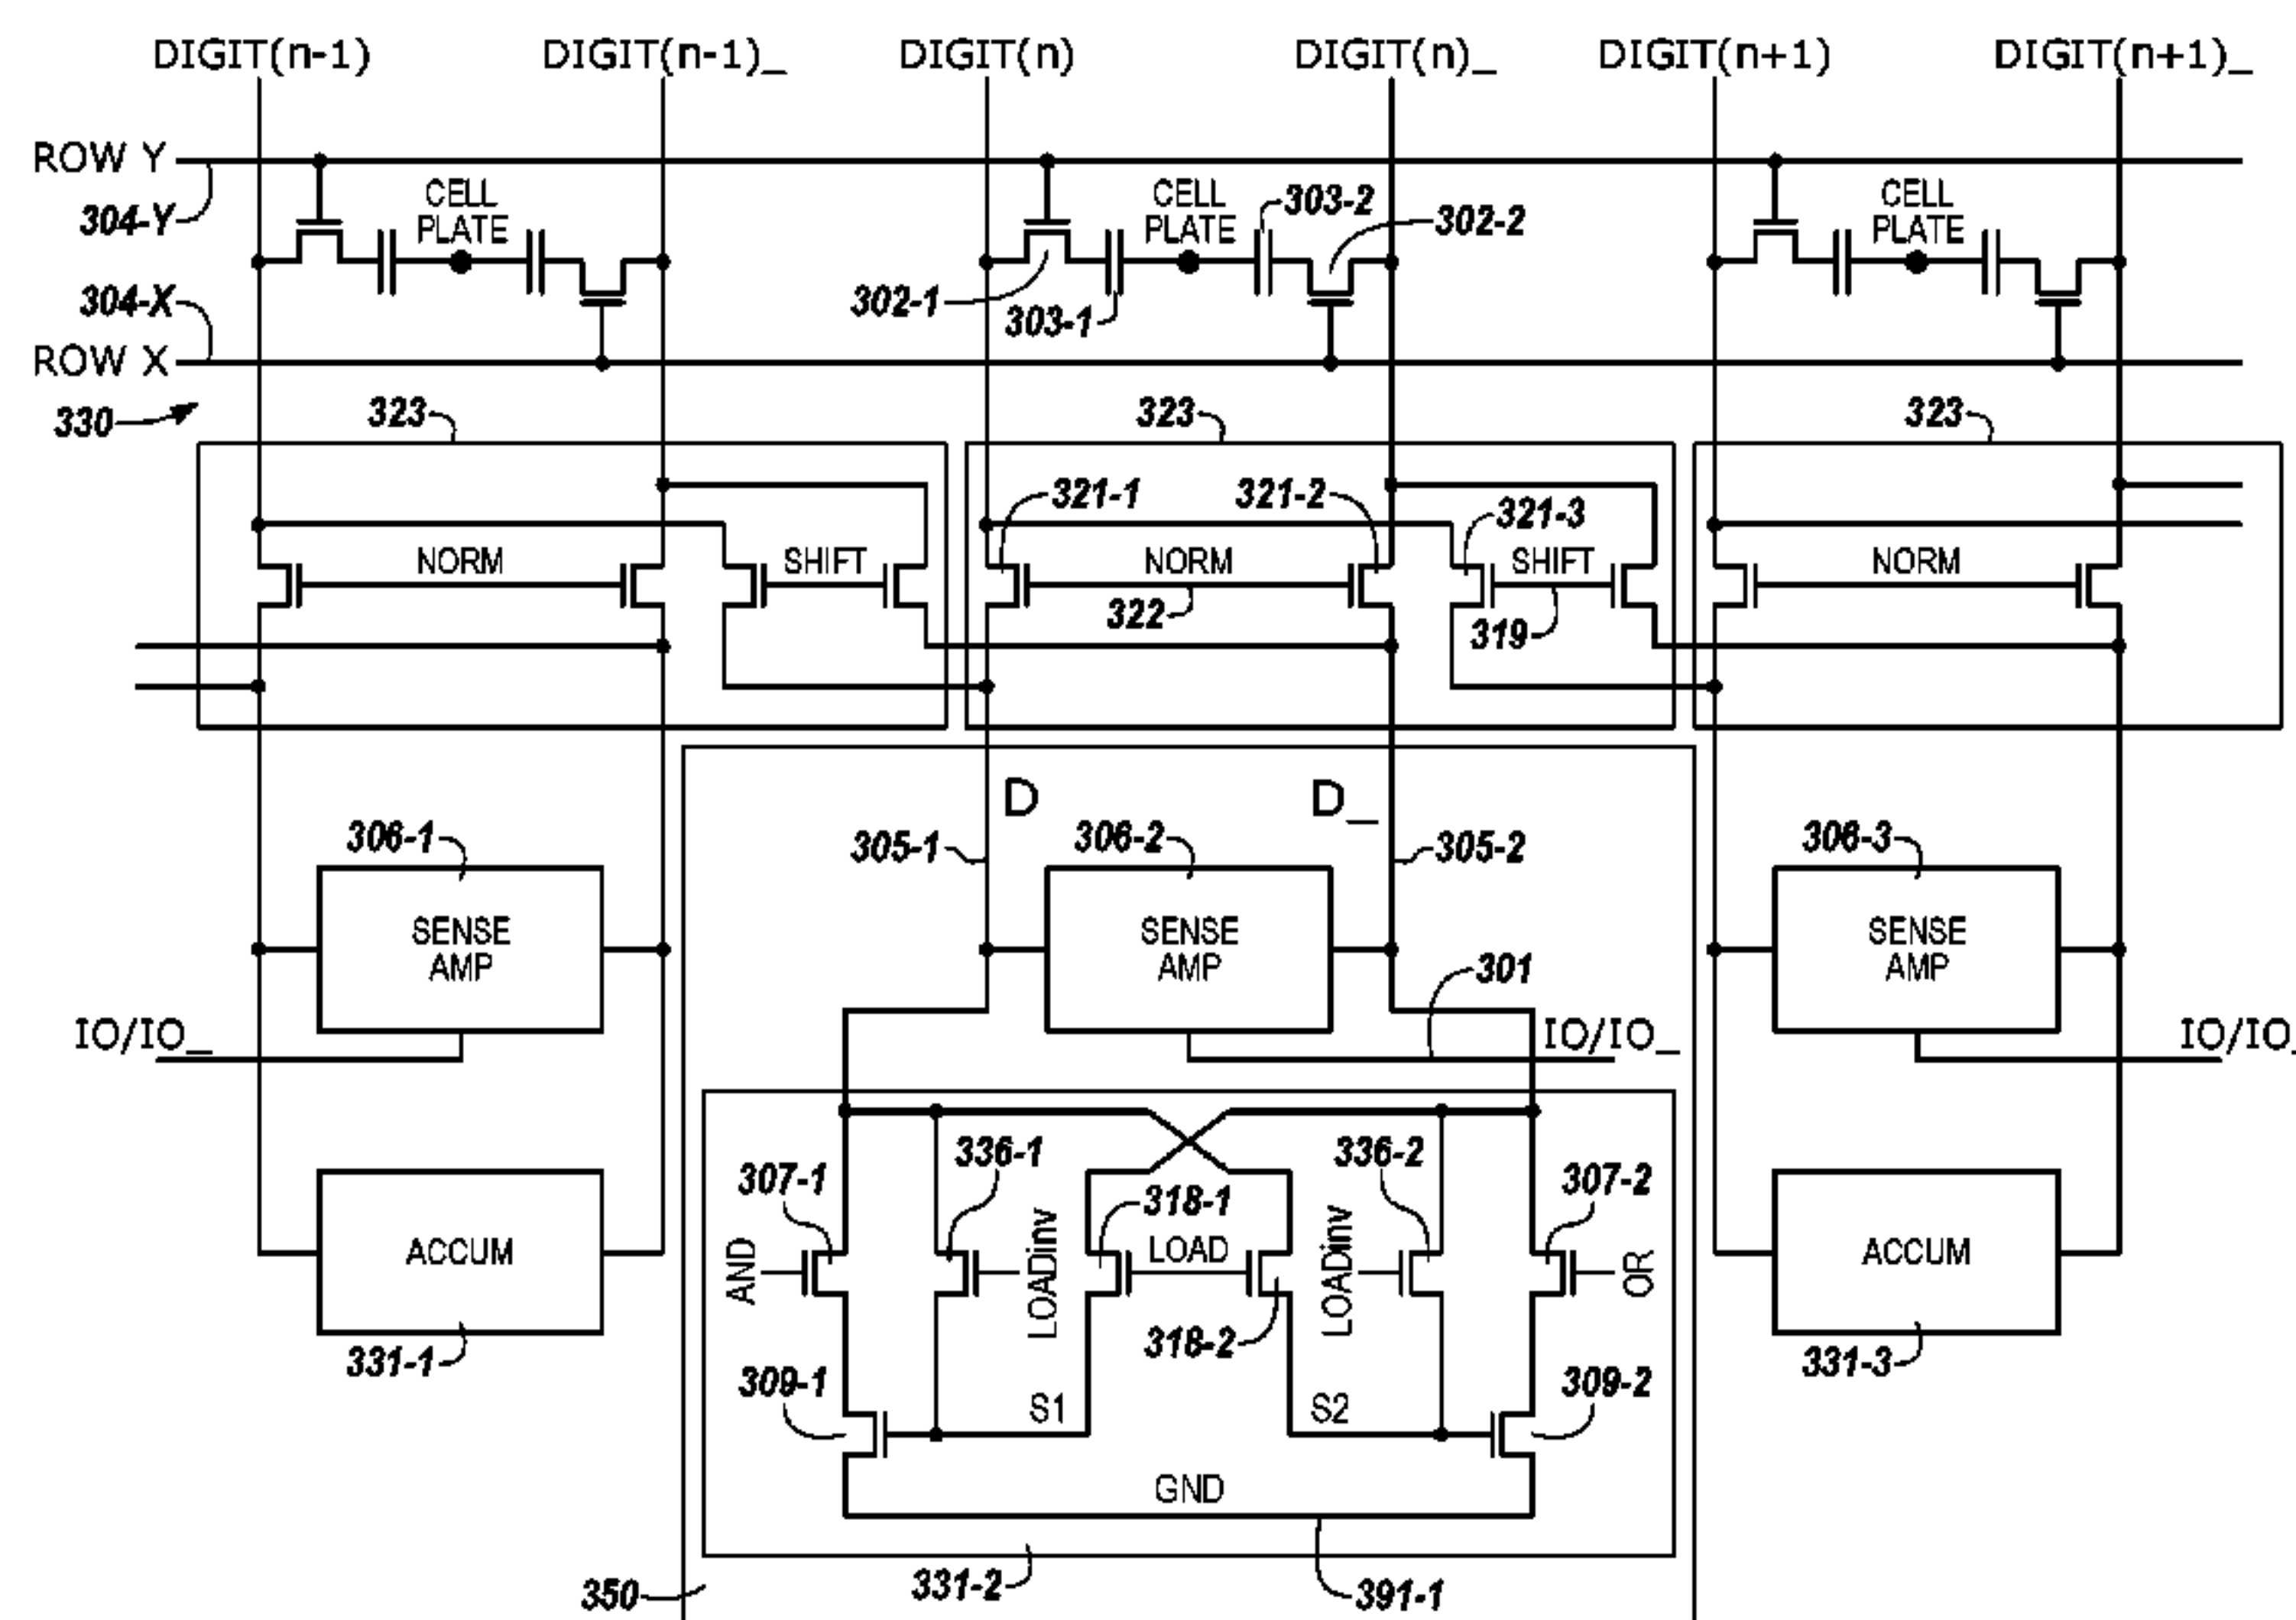 DIGIT(n-1) DIGIT(n-1)_ DIGIT(n) DIGIT(n)_ DIGIT(n+1) DIGIT(n+1)_
ROW Y
304-Y
CELL PLATE
CELL PLATE
303-2
302-2
CELL PLATE
304-X
302-1
303-1
ROW X
330
323 323 323
321-1 321-2 321-3
NORM SHIFT NORM SHIFT NORM
322 319
D D_
306-1 305-1 306-2 305-2 306-3
SENSE AMP
SENSE AMP
SENSE AMP
301
IO/IO_ IO/IO_ IO/IO_
336-1 336-2
307-1 318-1 307-2
AND LOADinv LOAD LOADinv OR
ACCUM ACCUM
318-2
331-1 331-3
309-1 S1 S2 309-2
GND
350 331-2 391-1